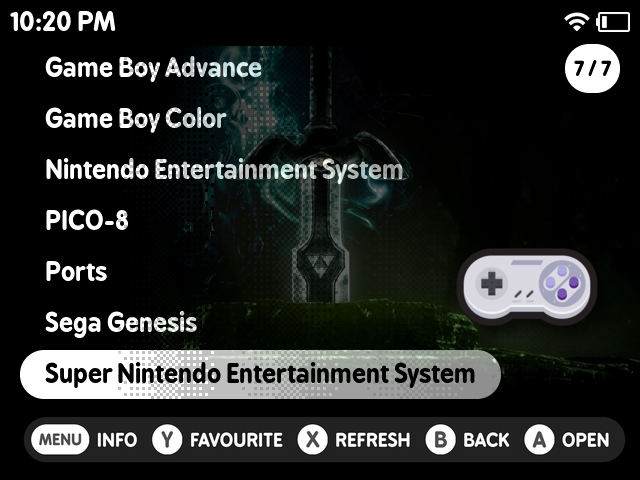 10:20 PM
Game Boy Advance
7/7
Game Boy Color
Nintendo Entertainment System
PICO-8
Ports
Sega Genesis
Super Nintendo Entertainment System
MENU INFO Y FAVOURITE X REFRESH B BACK A OPEN